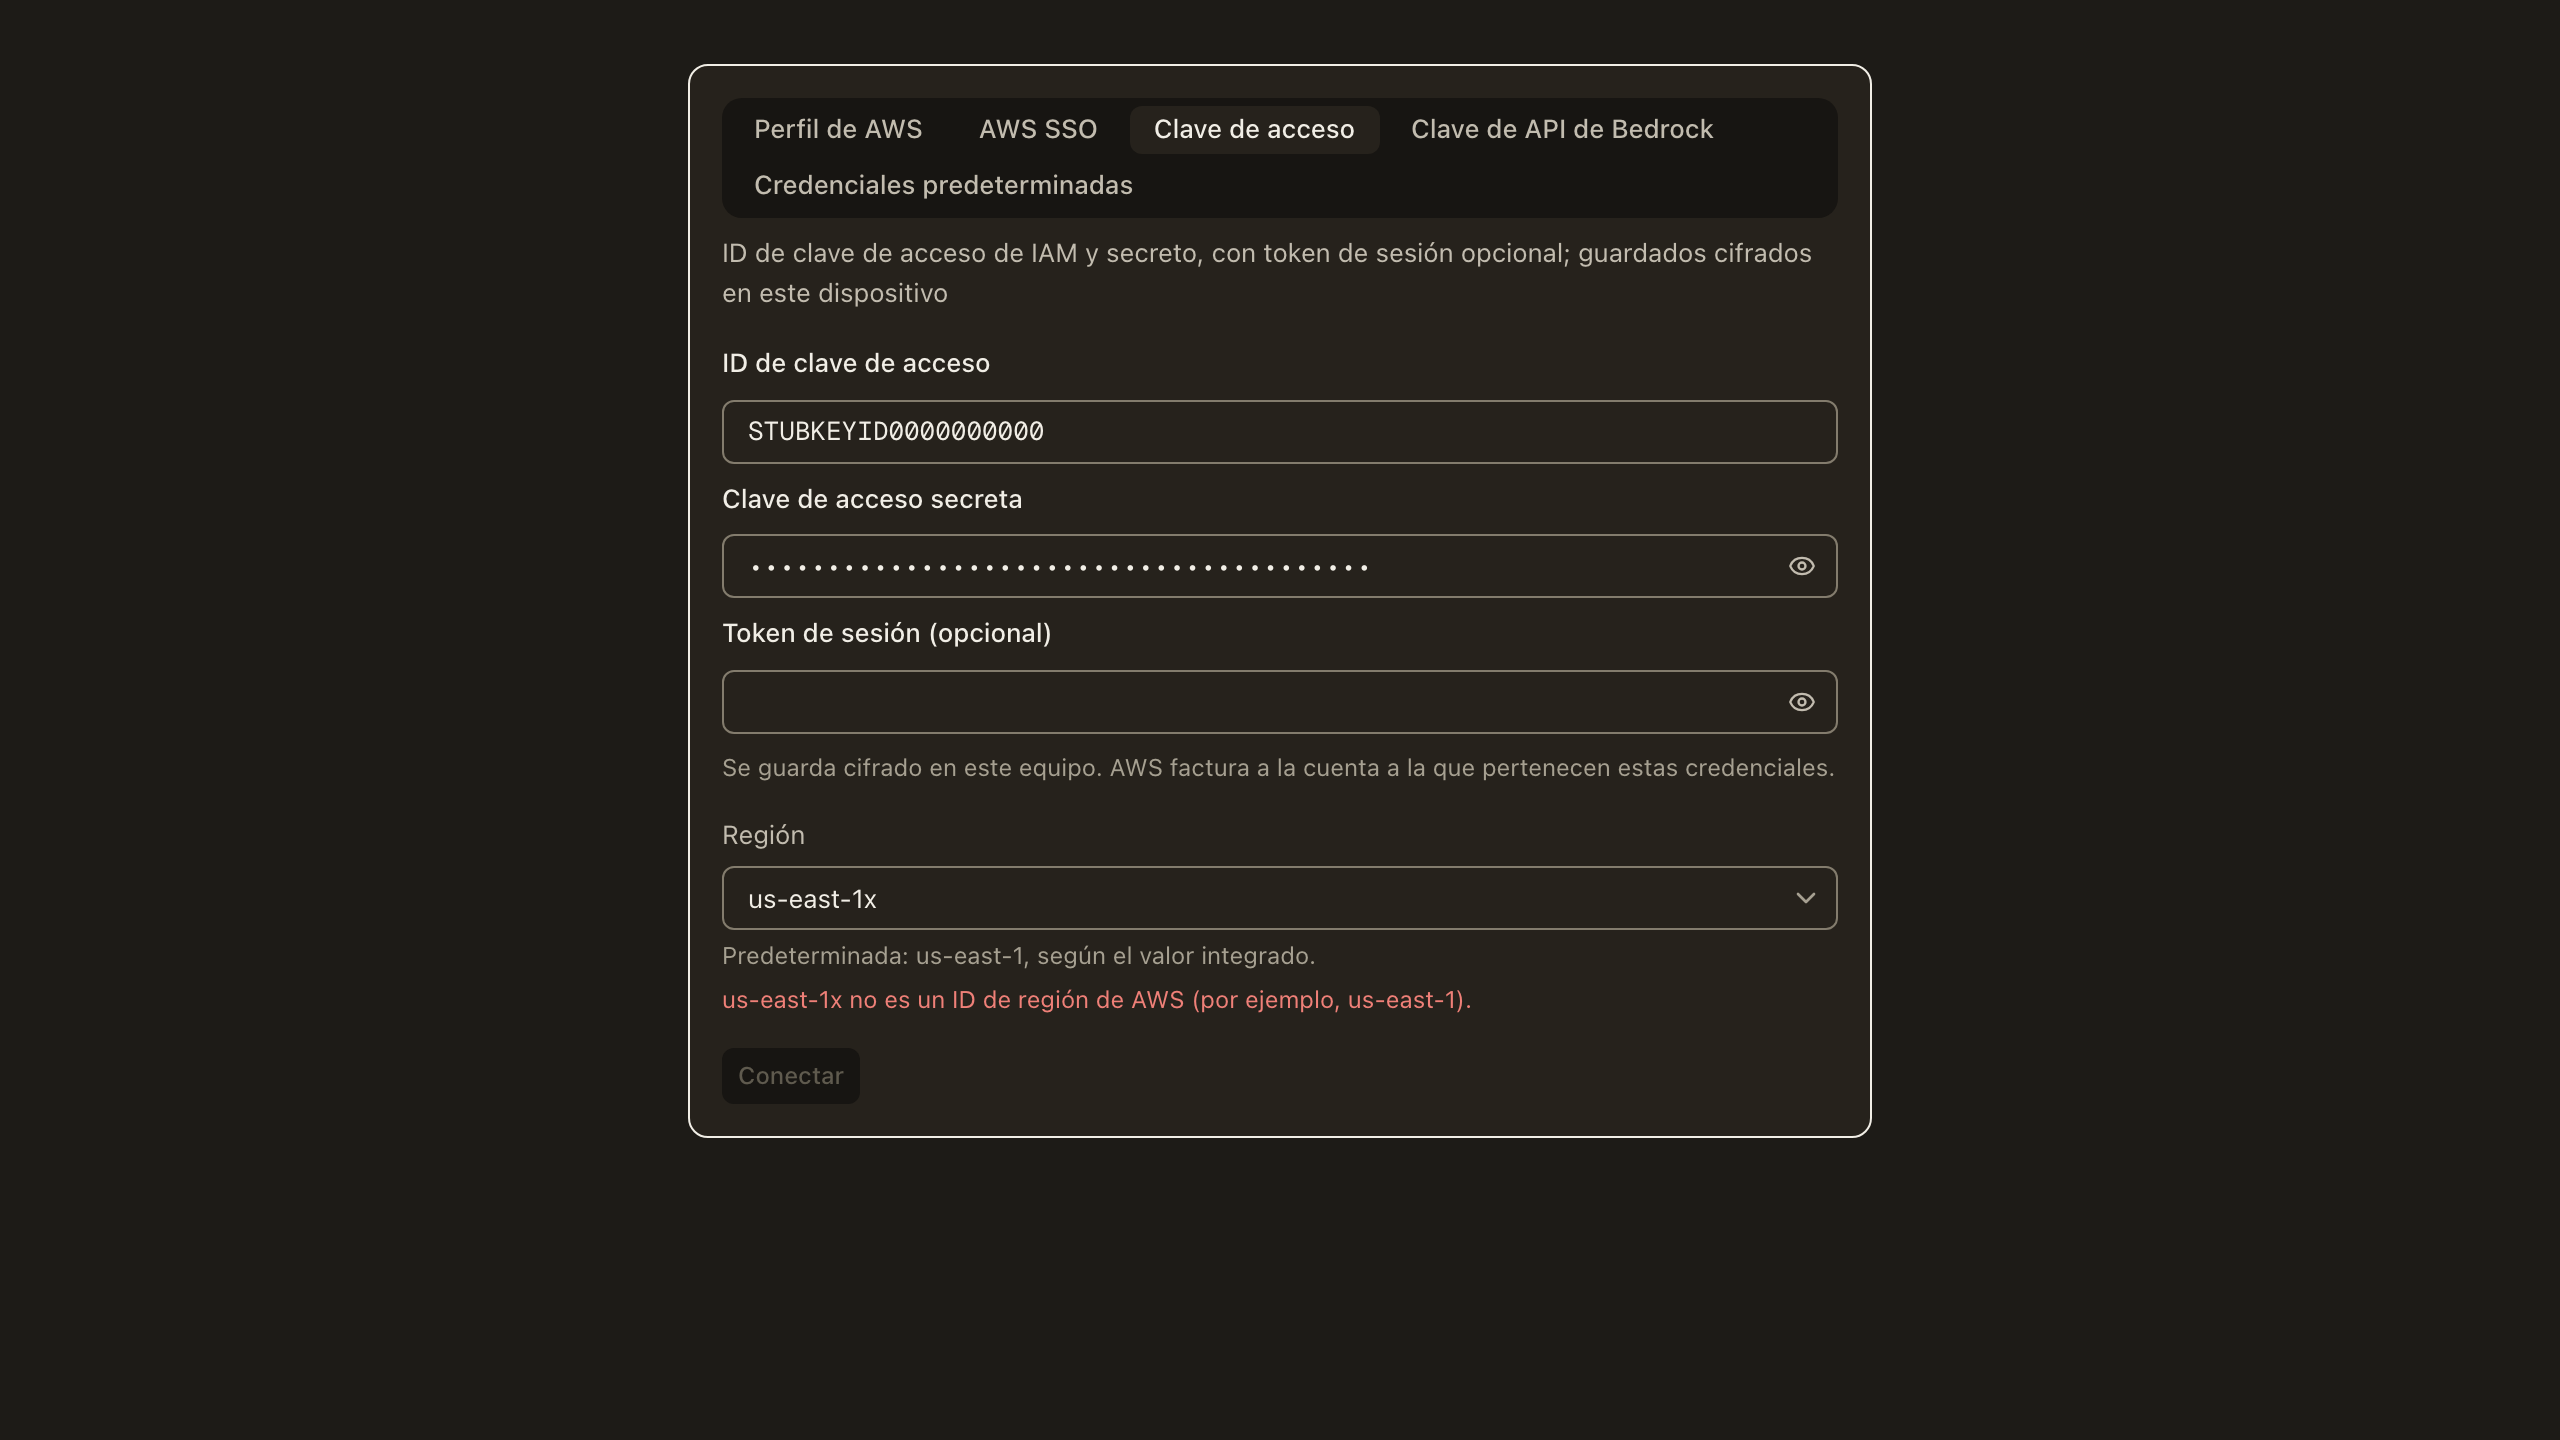 Perfil de AWS AWS SSO Clave de acceso Clave de API de Bedrock
Credenciales predeterminadas
ID de clave de acceso de IAM y secreto, con token de sesión opcional; guardados cifrados
en este dispositivo
ID de clave de acceso
STUBKEYID0000000000
Clave de acceso secreta
••••••••••••••••••••••••••••••••••••••••
Token de sesión (opcional)
Se guarda cifrado en este equipo. AWS factura a la cuenta a la que pertenecen estas credenciales.
Región
us-east-1x
Predeterminada: us-east-1, según el valor integrado.
us-east-1x no es un ID de región de AWS (por ejemplo, us-east-1).
Conectar